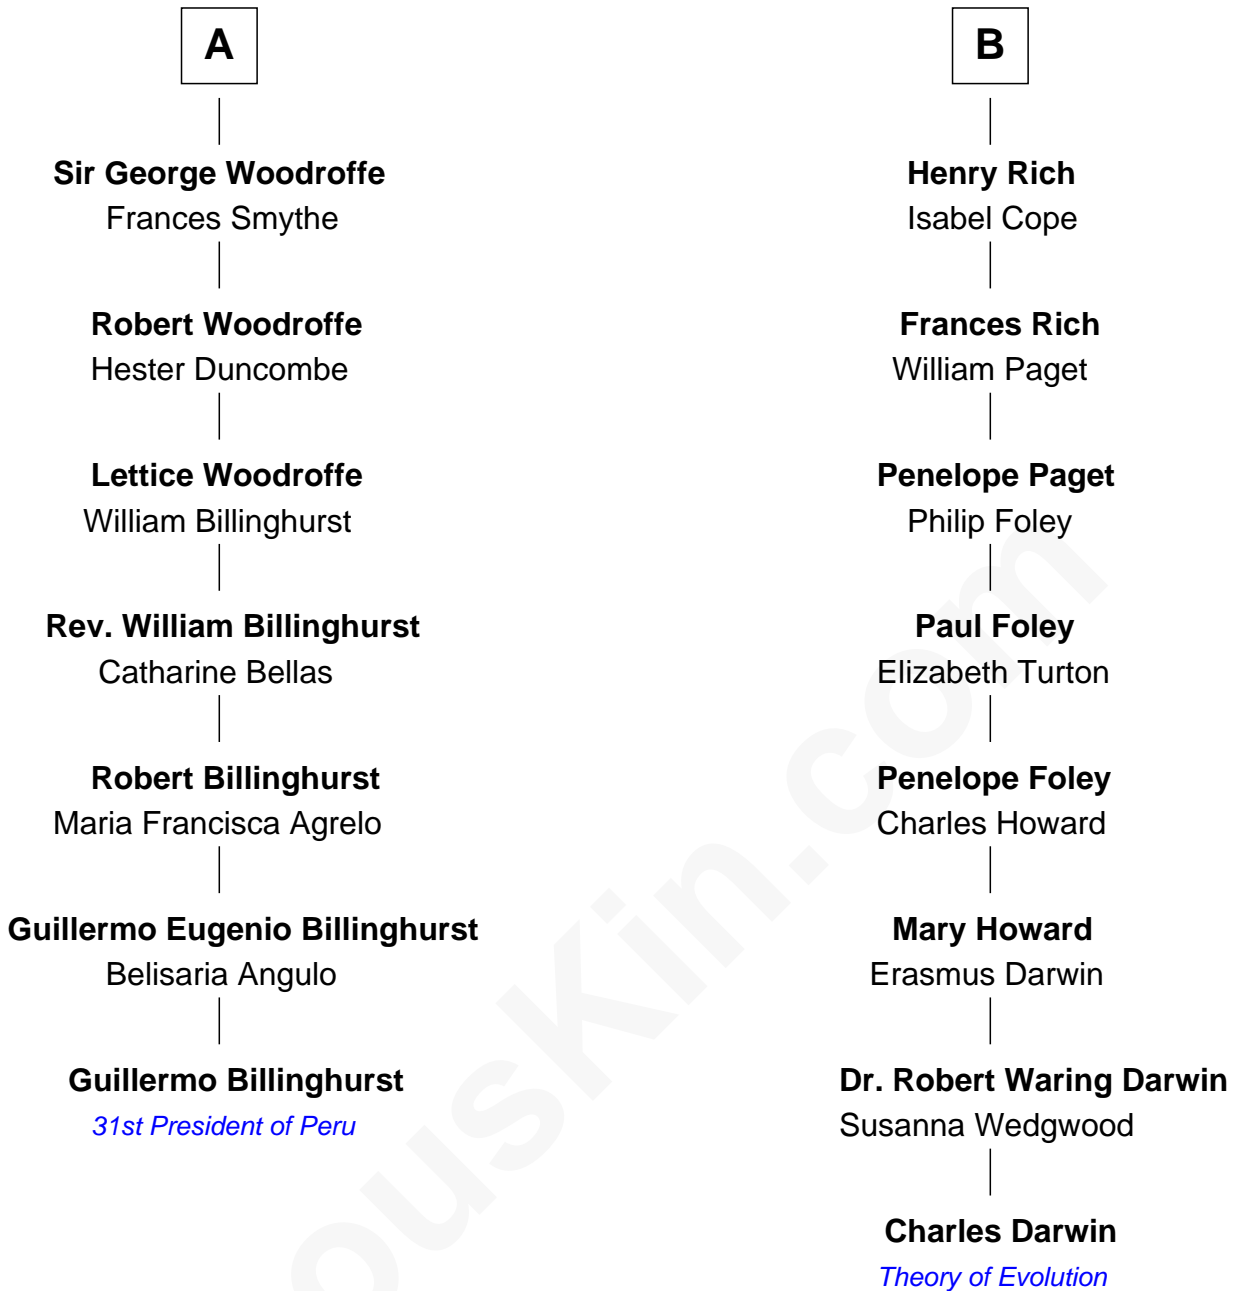 A
Sir George Woodroffe
Frances Smythe
Robert Woodroffe
Hester Duncombe
Lettice Woodroffe
William Billinghurst
Rev. William Billinghurst
Catharine Bellas
Robert Billinghurst
Maria Francisca Agrelo
Guillermo Eugenio Billinghurst
Belisaria Angulo
Guillermo Billinghurst
31st President of Peru
B
Henry Rich
Isabel Cope
Frances Rich
William Paget
Penelope Paget
Philip Foley
Paul Foley
Elizabeth Turton
Penelope Foley
Charles Howard
Mary Howard
Erasmus Darwin
Dr. Robert Waring Darwin
Susanna Wedgwood
Charles Darwin
Theory of Evolution
ousKin.com